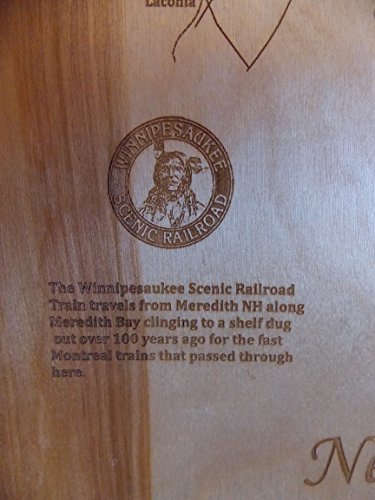 Laconia
WINNIPESAUKEE
SCENIC RAILROAD
The Winnipesaukee Scenic Railroad
Train travels from Meredith NH along
Meredith Bay clinging to a shelf dug
out over 100 years ago for the fast
Montreal trains that passed through
here.